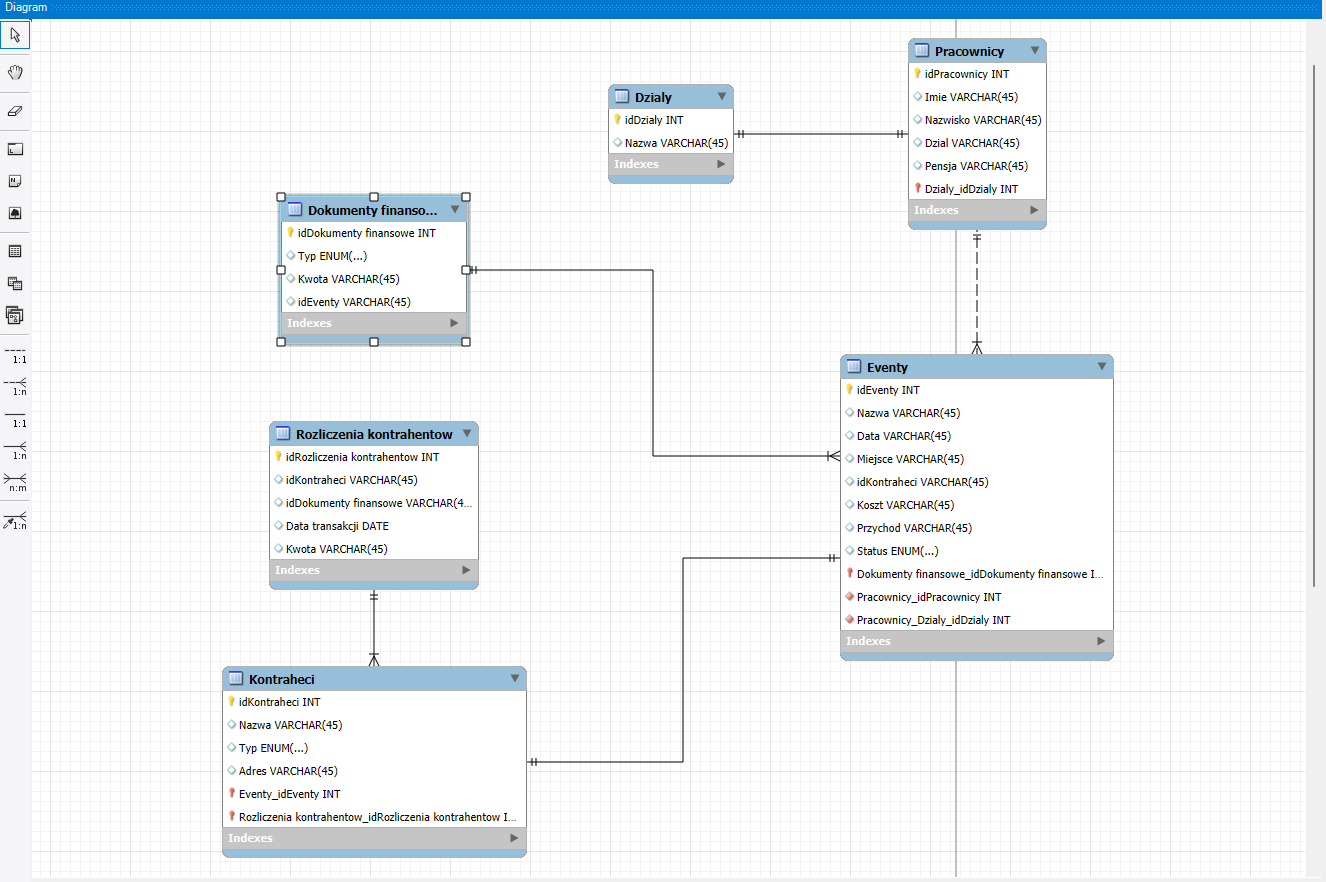 Diagram
1:1
1:n
1:1
1:n
n:m
1:n
Pracownicy
idPracownicy INT
Imie VARCHAR(45)
Nazwisko VARCHAR(45)
Dzial VARCHAR(45)
Pensja VARCHAR(45)
Dzialy_idDzialy INT
Indexes
Dzialy
idDzialy INT
Nazwa VARCHAR(45)
Indexes
Dokumenty finanso...
idDokumenty finansowe INT
Typ ENUM(...)
Kwota VARCHAR(45)
idEventy VARCHAR(45)
Indexes
Eventy
idEventy INT
Nazwa VARCHAR(45)
Data VARCHAR(45)
Miejsce VARCHAR(45)
idKontraheci VARCHAR(45)
Koszt VARCHAR(45)
Przychod VARCHAR(45)
Status ENUM(...)
Dokumenty finansowe_idDokumenty finansowe I...
Pracownicy_idPracownicy INT
Pracownicy_Dzialy_idDzialy INT
Indexes
Rozliczenia kontrahentow
idRozliczenia kontrahentow INT
idKontraheci VARCHAR(45)
idDokumenty finansowe VARCHAR(4...
Data transakcji DATE
Kwota VARCHAR(45)
Indexes
Kontraheci
idKontraheci INT
Nazwa VARCHAR(45)
Typ ENUM(...)
Adres VARCHAR(45)
Eventy_idEventy INT
Rozliczenia kontrahentow_idRozliczenia kontrahentow I...
Indexes